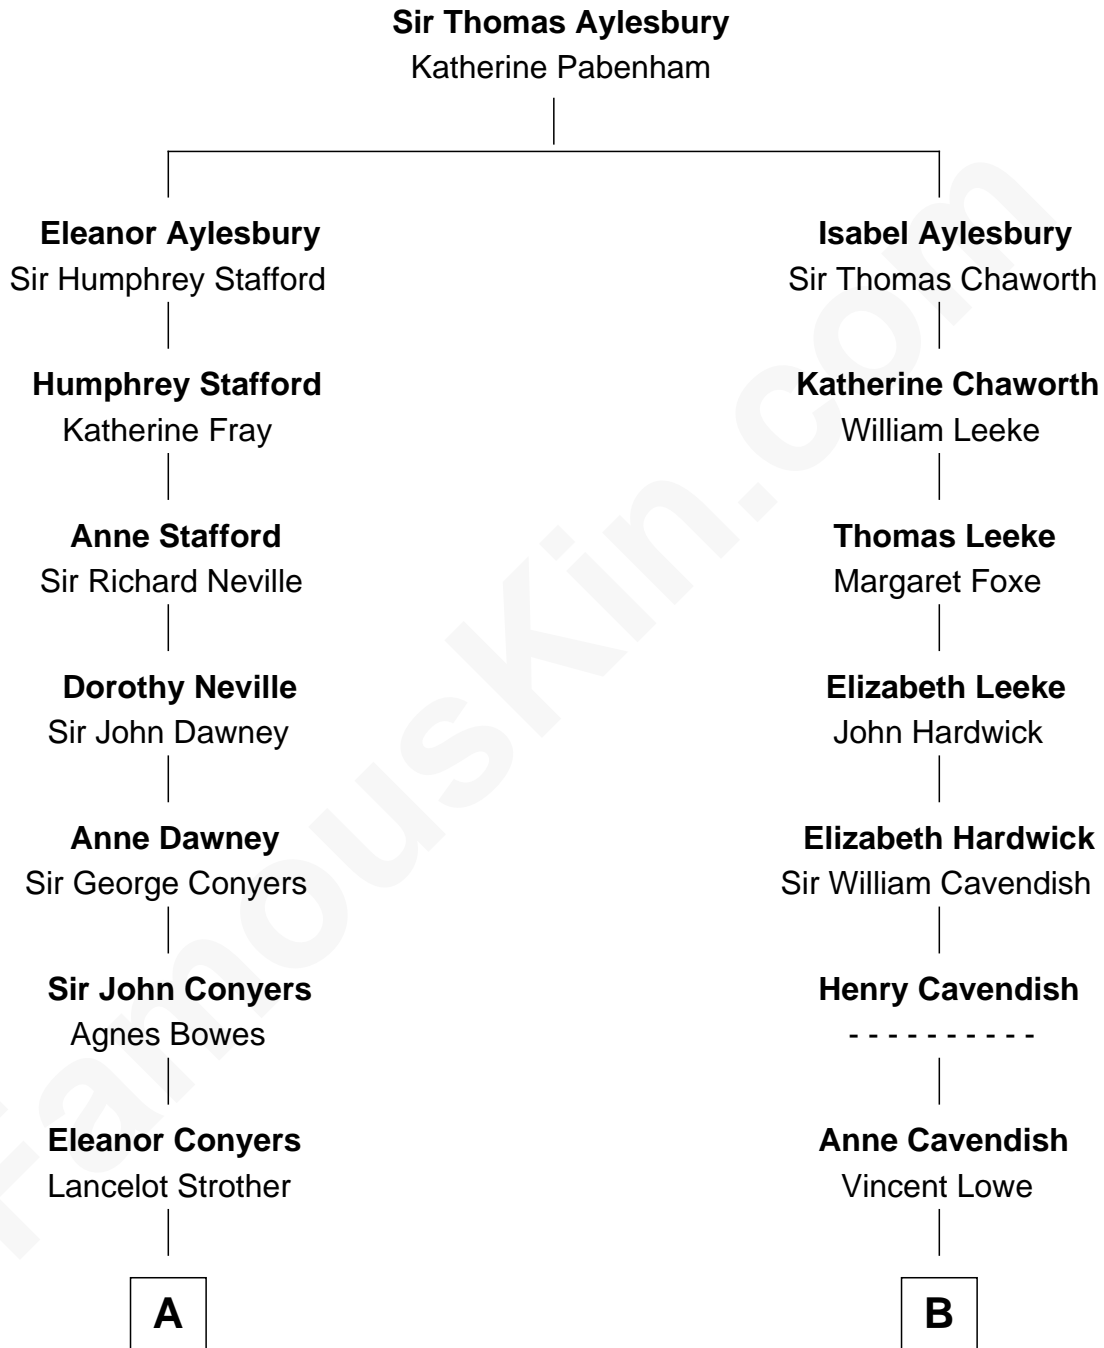 Sir Thomas Aylesbury
Katherine Pabenham
Eleanor Aylesbury
Sir Humphrey Stafford
Humphrey Stafford
Katherine Fray
Anne Stafford
Sir Richard Neville
Dorothy Neville
Sir John Dawney
Anne Dawney
Sir George Conyers
Sir John Conyers
Agnes Bowes
Eleanor Conyers
Lancelot Strother
A
Isabel Aylesbury
Sir Thomas Chaworth
Katherine Chaworth
William Leeke
Thomas Leeke
Margaret Foxe
Elizabeth Leeke
John Hardwick
Elizabeth Hardwick
Sir William Cavendish
Henry Cavendish
- - - - - - - - - -
Anne Cavendish
Vincent Lowe
B
FamousKin.com